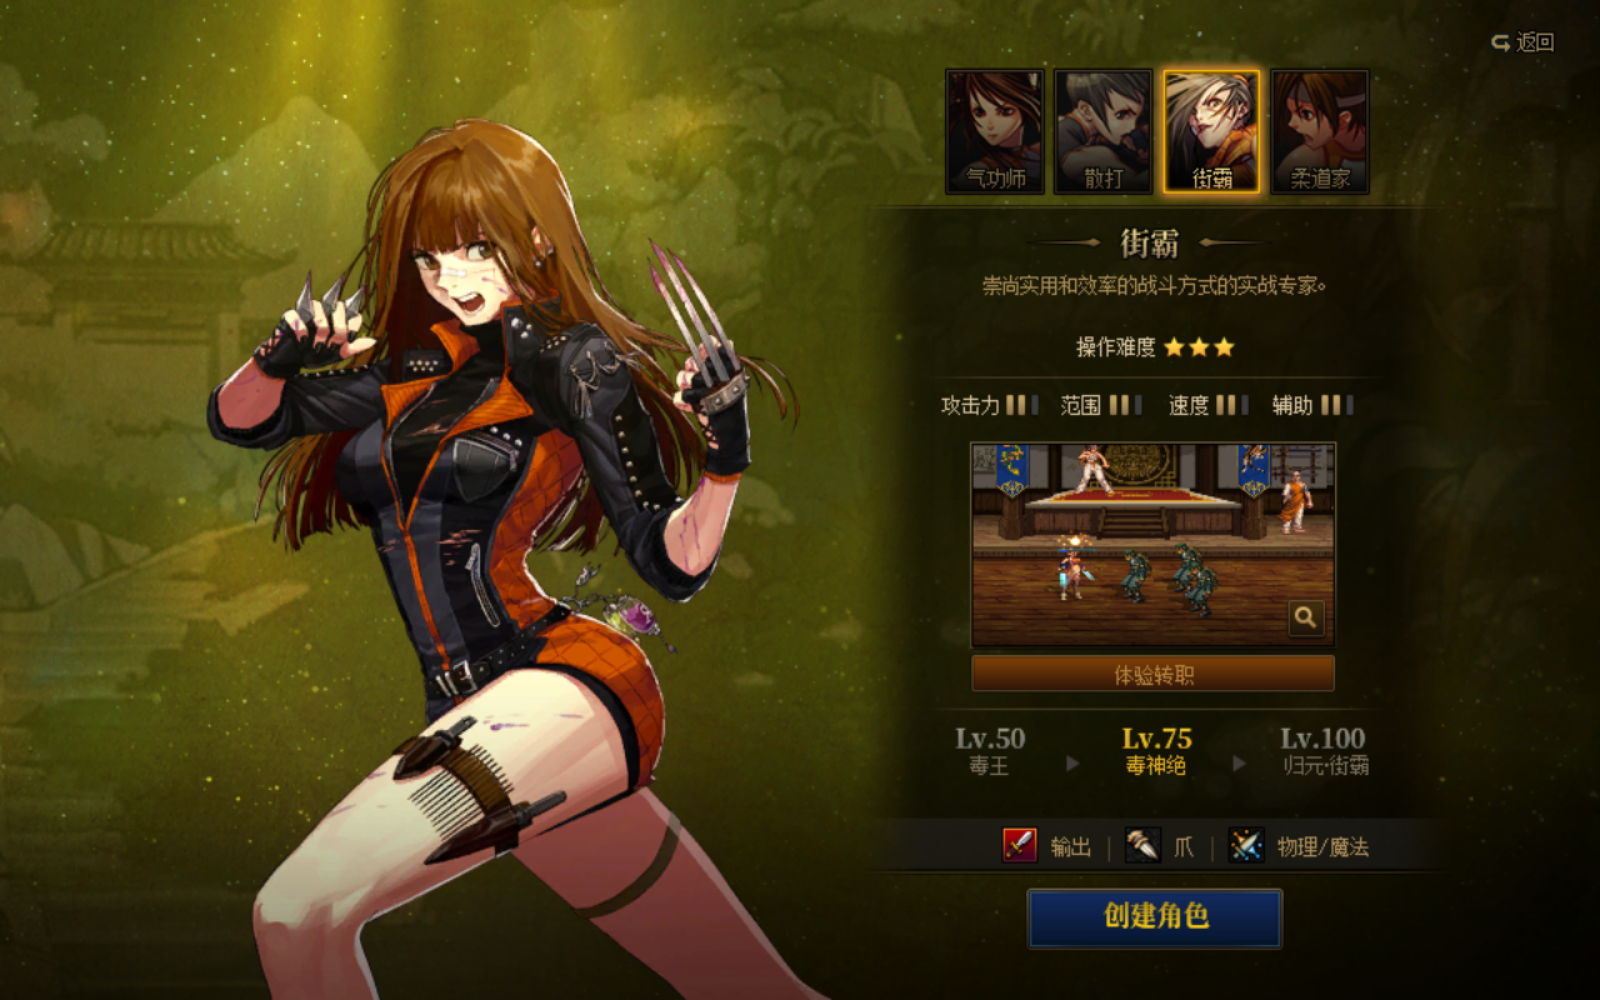 返回
气功师 散打 街霸 柔道家
街霸
崇尚实用和效率的战斗方式的实战专家。
操作难度
攻击力 范围 速度 辅助
体验转职
Lv.50 Lv.75 Lv.100
毒王 毒神绝 归元·街霸
输出 爪 物理/魔法
创建角色